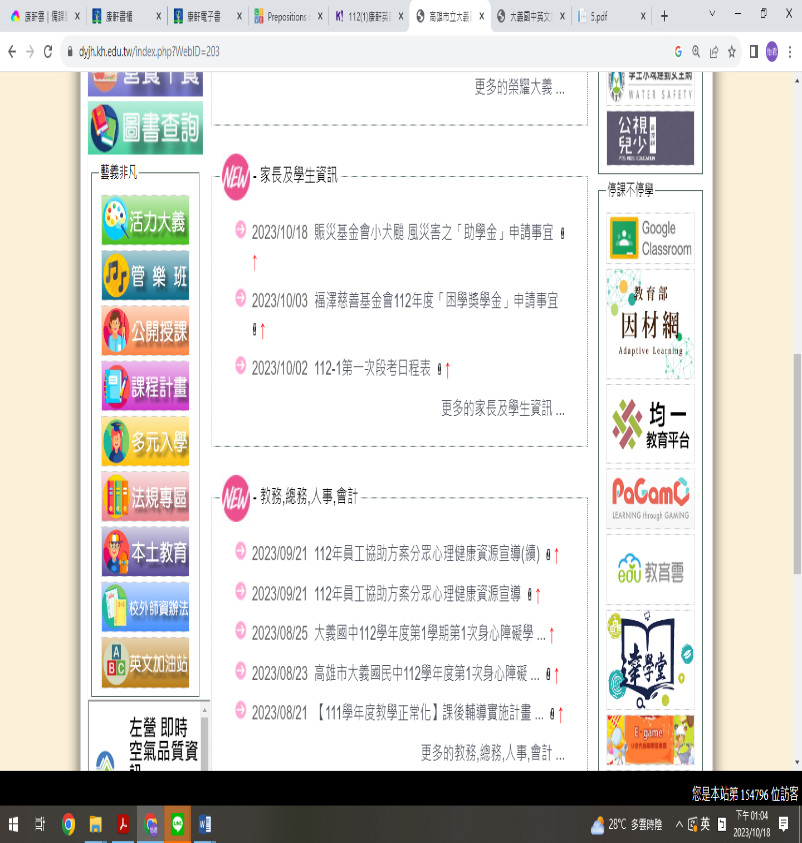 康軒雲 | 備課
康軒書櫃
康軒電子書
Prepositions o
112(1)康軒英
高雄市立大義
大義國中英文
5.pdf
dyjh.kh.edu.tw/index.php?WebID=203
圖書查詢
藝義非凡
活力大義
管 樂 班
公開授課
課程計畫
多元入學
法規專區
本土教育
校外師資辦法
英文加油站
左營 即時
空氣品質資
更多的榮耀大義 ...
NEW - 家長及學生資訊
2023/10/18 賑災基金會小犬颱 風災害之「助學金」申請事宜
↑
2023/10/03 福澤慈善基金會112年度「困學獎學金」申請事宜
↑
2023/10/02 112-1第一次段考日程表 ↑
更多的家長及學生資訊 ...
NEW - 教務,總務,人事,會計
2023/09/21 112年員工協助方案分眾心理健康資源宣導(續) ↑
2023/09/21 112年員工協助方案分眾心理健康資源宣導 ↑
2023/08/25 大義國中112學年度第1學期第1次身心障礙學 ... ↑
2023/08/23 高雄市大義國民中112學年度第1次身心障礙 ... ↑
2023/08/21 【111學年度教學正常化】課後輔導實施計畫 ... ↑
更多的教務,總務,人事,會計 ...
WATER SAFETY
公視
兒少
停課不停學
Google
Classroom
教育部
因材網
Adaptive Learning
均一
教育平台
PaGamO
LEARNING through GAMING
edu 教育雲
達學堂
E-game
您是本站第 154796 位訪客
28°C 多雲時陰
英
下午 01:04
2023/10/18